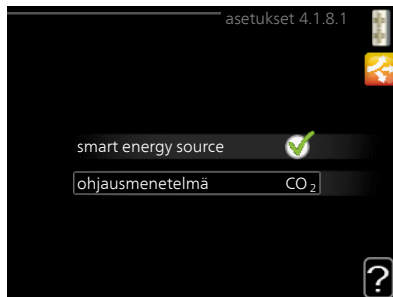 asetukset 4.1.8.1
smart energy source
ohjausmenetelmä CO₂
?